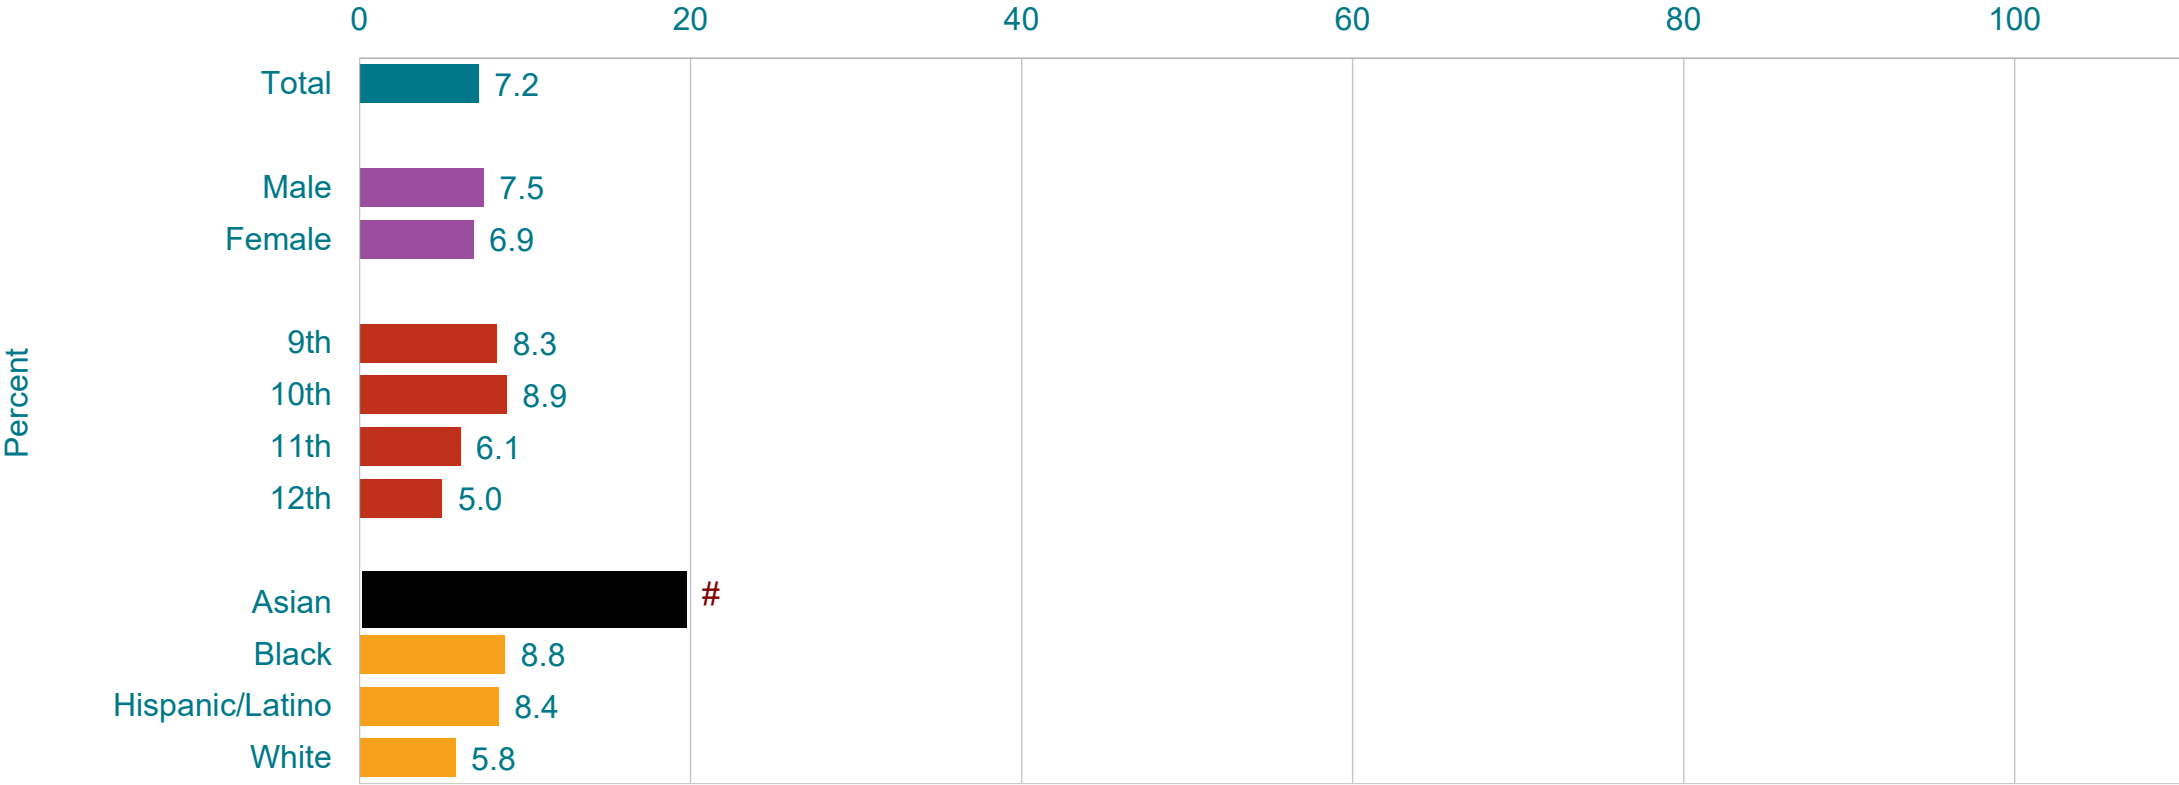 0 20 40 60 80 100
Total 7.2
Male 7.5
Female 6.9
9th 8.3
10th 8.9
11th 6.1
12th 5.0
Asian #
Black 8.8
Hispanic/Latino 8.4
White 5.8
Percent